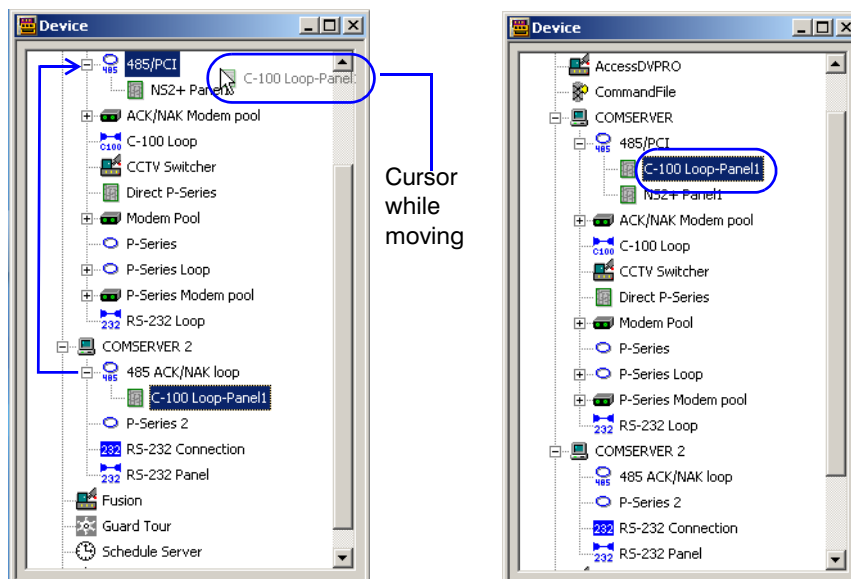 Device
485/PCI
C-100 Loop-Panel1
N52+ Panel1
ACK/NAK Modem pool
C-100 Loop
CCTV Switcher
Direct P-Series
Modem Pool
P-Series
P-Series Loop
P-Series Modem pool
RS-232 Loop
COMSERVER 2
485 ACK/NAK loop
C-100 Loop-Panel1
P-Series 2
RS-232 Connection
RS-232 Panel
Fusion
Guard Tour
Schedule Server
Cursor
while
moving
Device
AccessDVPRO
CommandFile
COMSERVER
485/PCI
C-100 Loop-Panel1
N52+ Panel1
ACK/NAK Modem pool
C-100 Loop
CCTV Switcher
Direct P-Series
Modem Pool
P-Series
P-Series Loop
P-Series Modem pool
RS-232 Loop
COMSERVER 2
485 ACK/NAK loop
P-Series 2
RS-232 Connection
RS-232 Panel